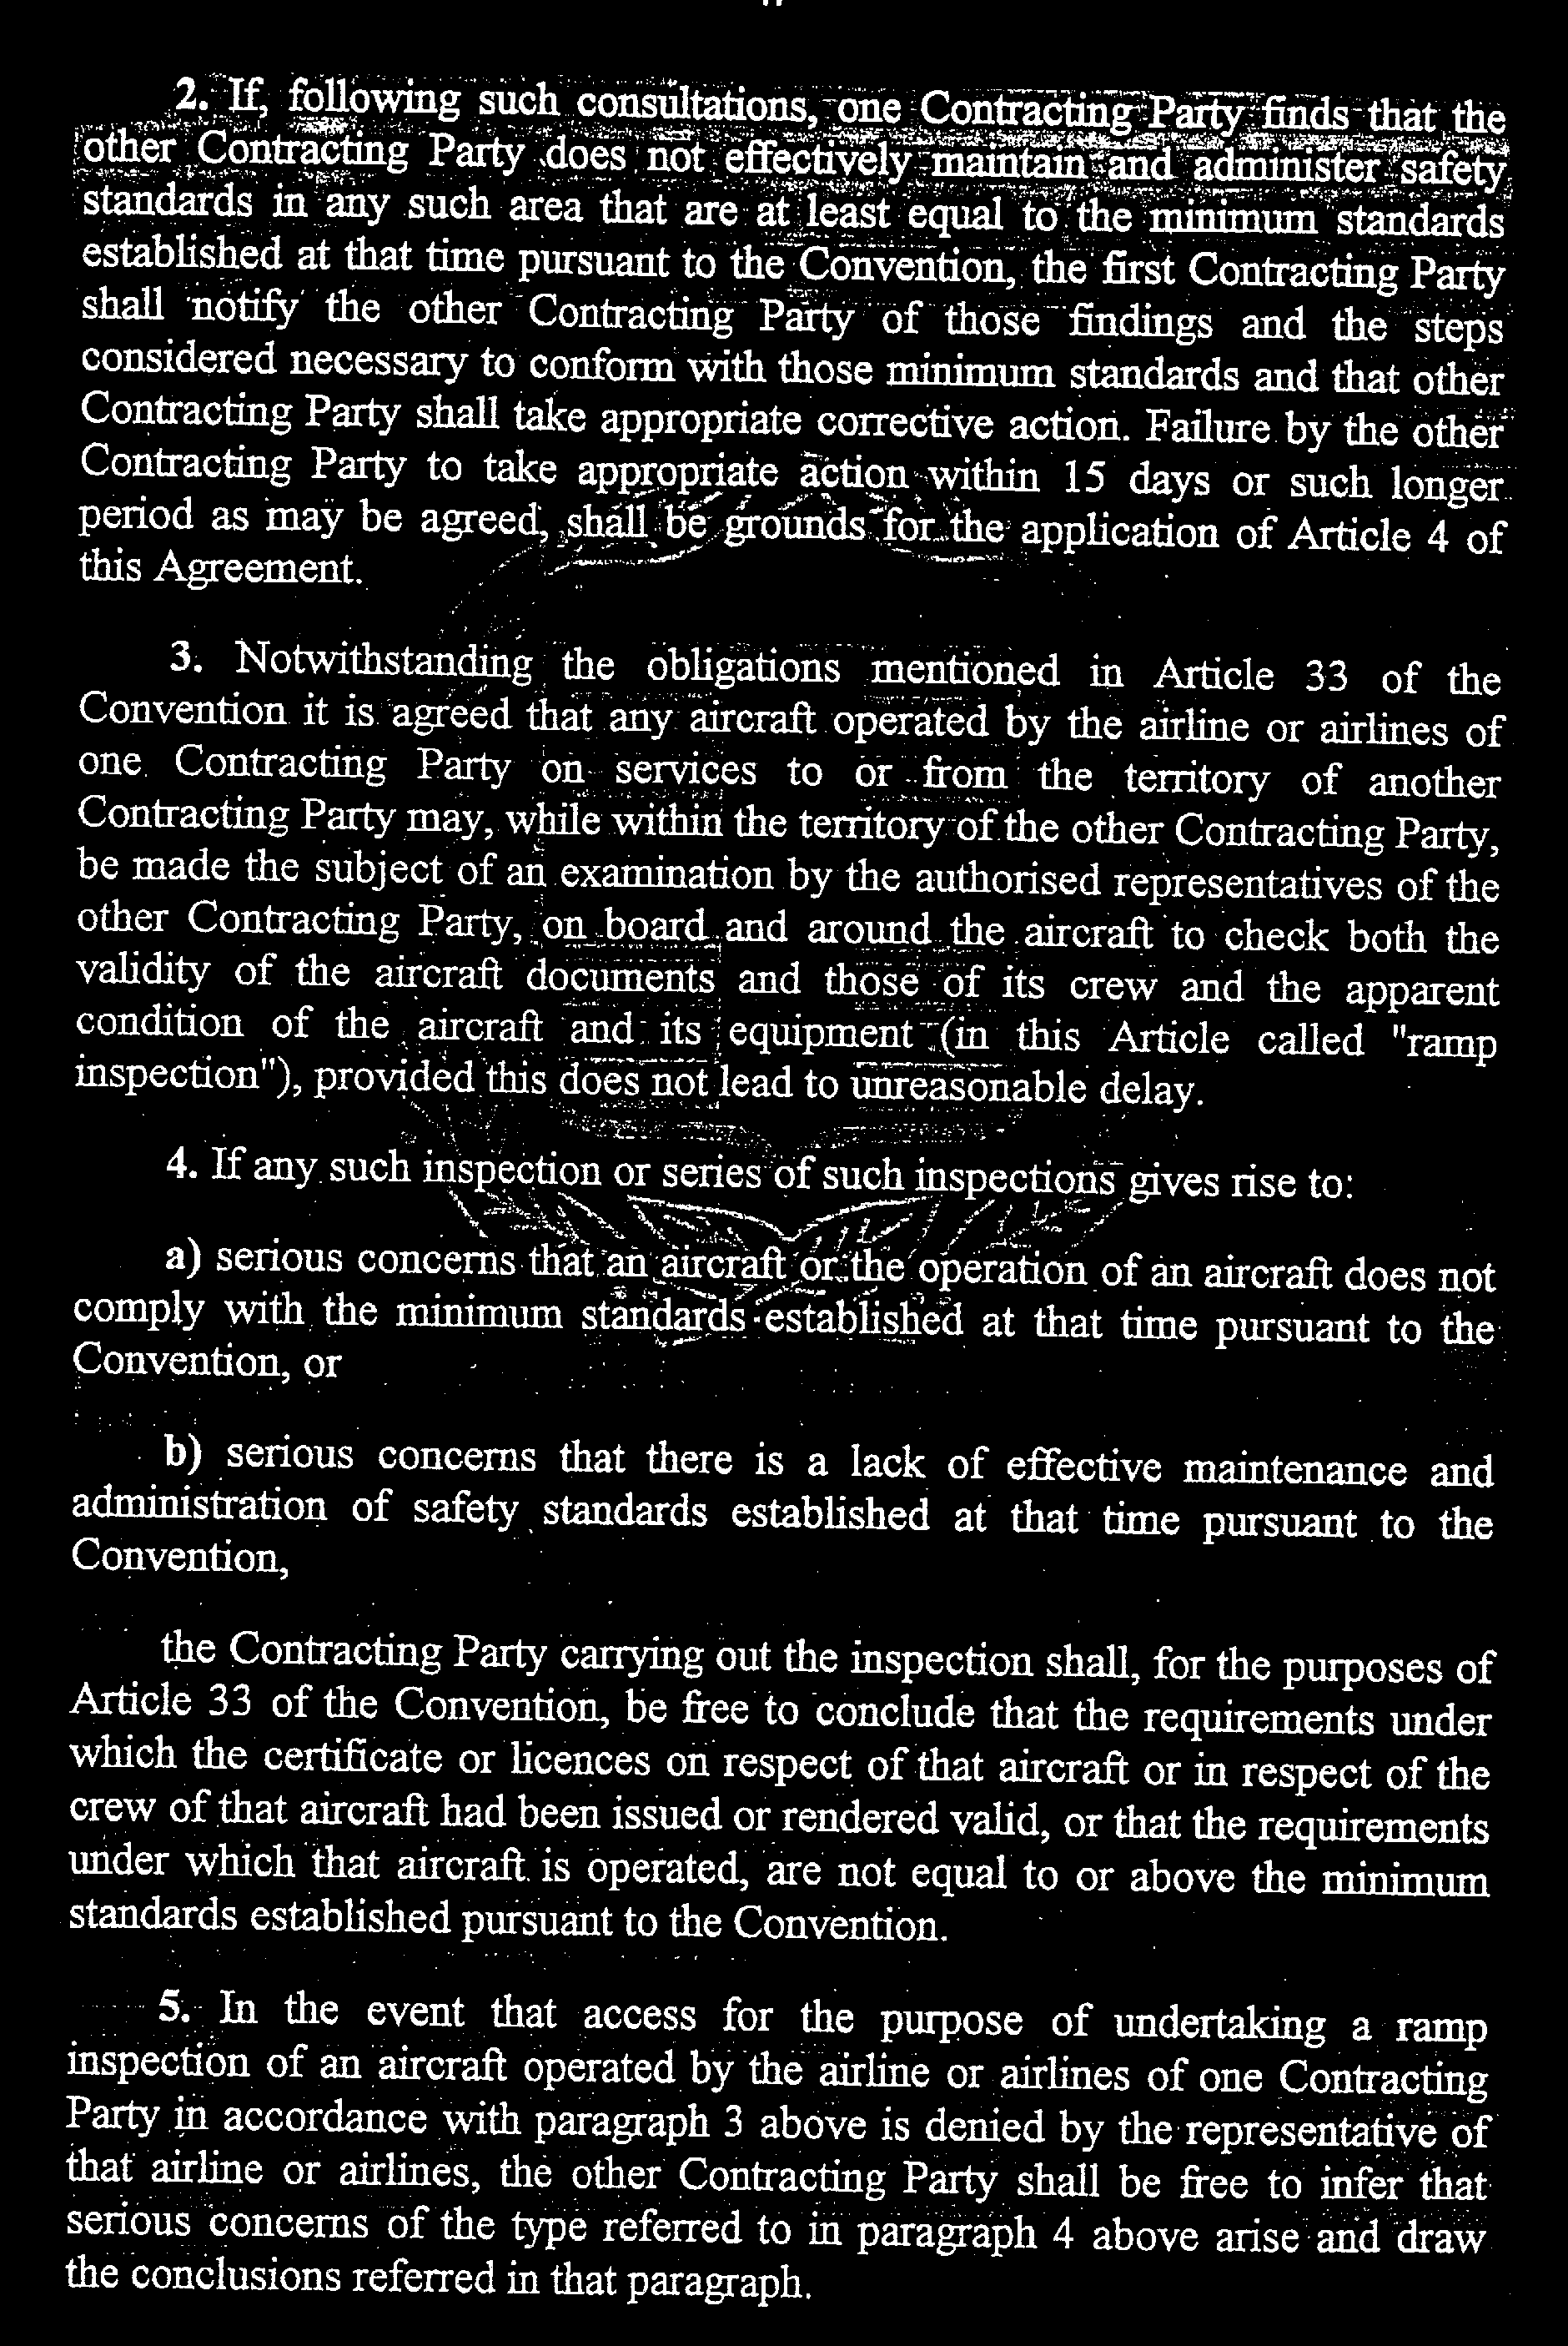 2. If, following such consultations, one Contracting Party finds that the
other Contracting Party does not effectively maintain and administer safety
standards in any such area that are at least equal to the minimum standards
established at that time pursuant to the Convention, the first Contracting Party
shall notify the other Contracting Party of those findings and the steps
considered necessary to conform with those minimum standards and that other
Contracting Party shall take appropriate corrective action. Failure by the other
Contracting Party to take appropriate action within 15 days or such longer
period as may be agreed, shall be grounds for the application of Article 4 of
this Agreement.
3. Notwithstanding the obligations mentioned in Article 33 of the
Convention it is agreed that any aircraft operated by the airline or airlines of
one Contracting Party on services to or from the territory of another
Contracting Party may, while within the territory of the other Contracting Party,
be made the subject of an examination by the authorised representatives of the
other Contracting Party, on board and around the aircraft to check both the
validity of the aircraft documents and those of its crew and the apparent
condition of the aircraft and its equipment (in this Article called "ramp
inspection"), provided this does not lead to unreasonable delay.
4. If any such inspection or series of such inspections gives rise to:
a) serious concerns that an aircraft or the operation of an aircraft does not
comply with the minimum standards established at that time pursuant to the
Convention, or
b) serious concerns that there is a lack of effective maintenance and
administration of safety standards established at that time pursuant to the
Convention,
the Contracting Party carrying out the inspection shall, for the purposes of
Article 33 of the Convention, be free to conclude that the requirements under
which the certificate or licences on respect of that aircraft or in respect of the
crew of that aircraft had been issued or rendered valid, or that the requirements
under which that aircraft is operated, are not equal to or above the minimum
standards established pursuant to the Convention.
5. In the event that access for the purpose of undertaking a ramp
inspection of an aircraft operated by the airline or airlines of one Contracting
Party in accordance with paragraph 3 above is denied by the representative of
that airline or airlines, the other Contracting Party shall be free to infer that
serious concerns of the type referred to in paragraph 4 above arise and draw
the conclusions referred in that paragraph.